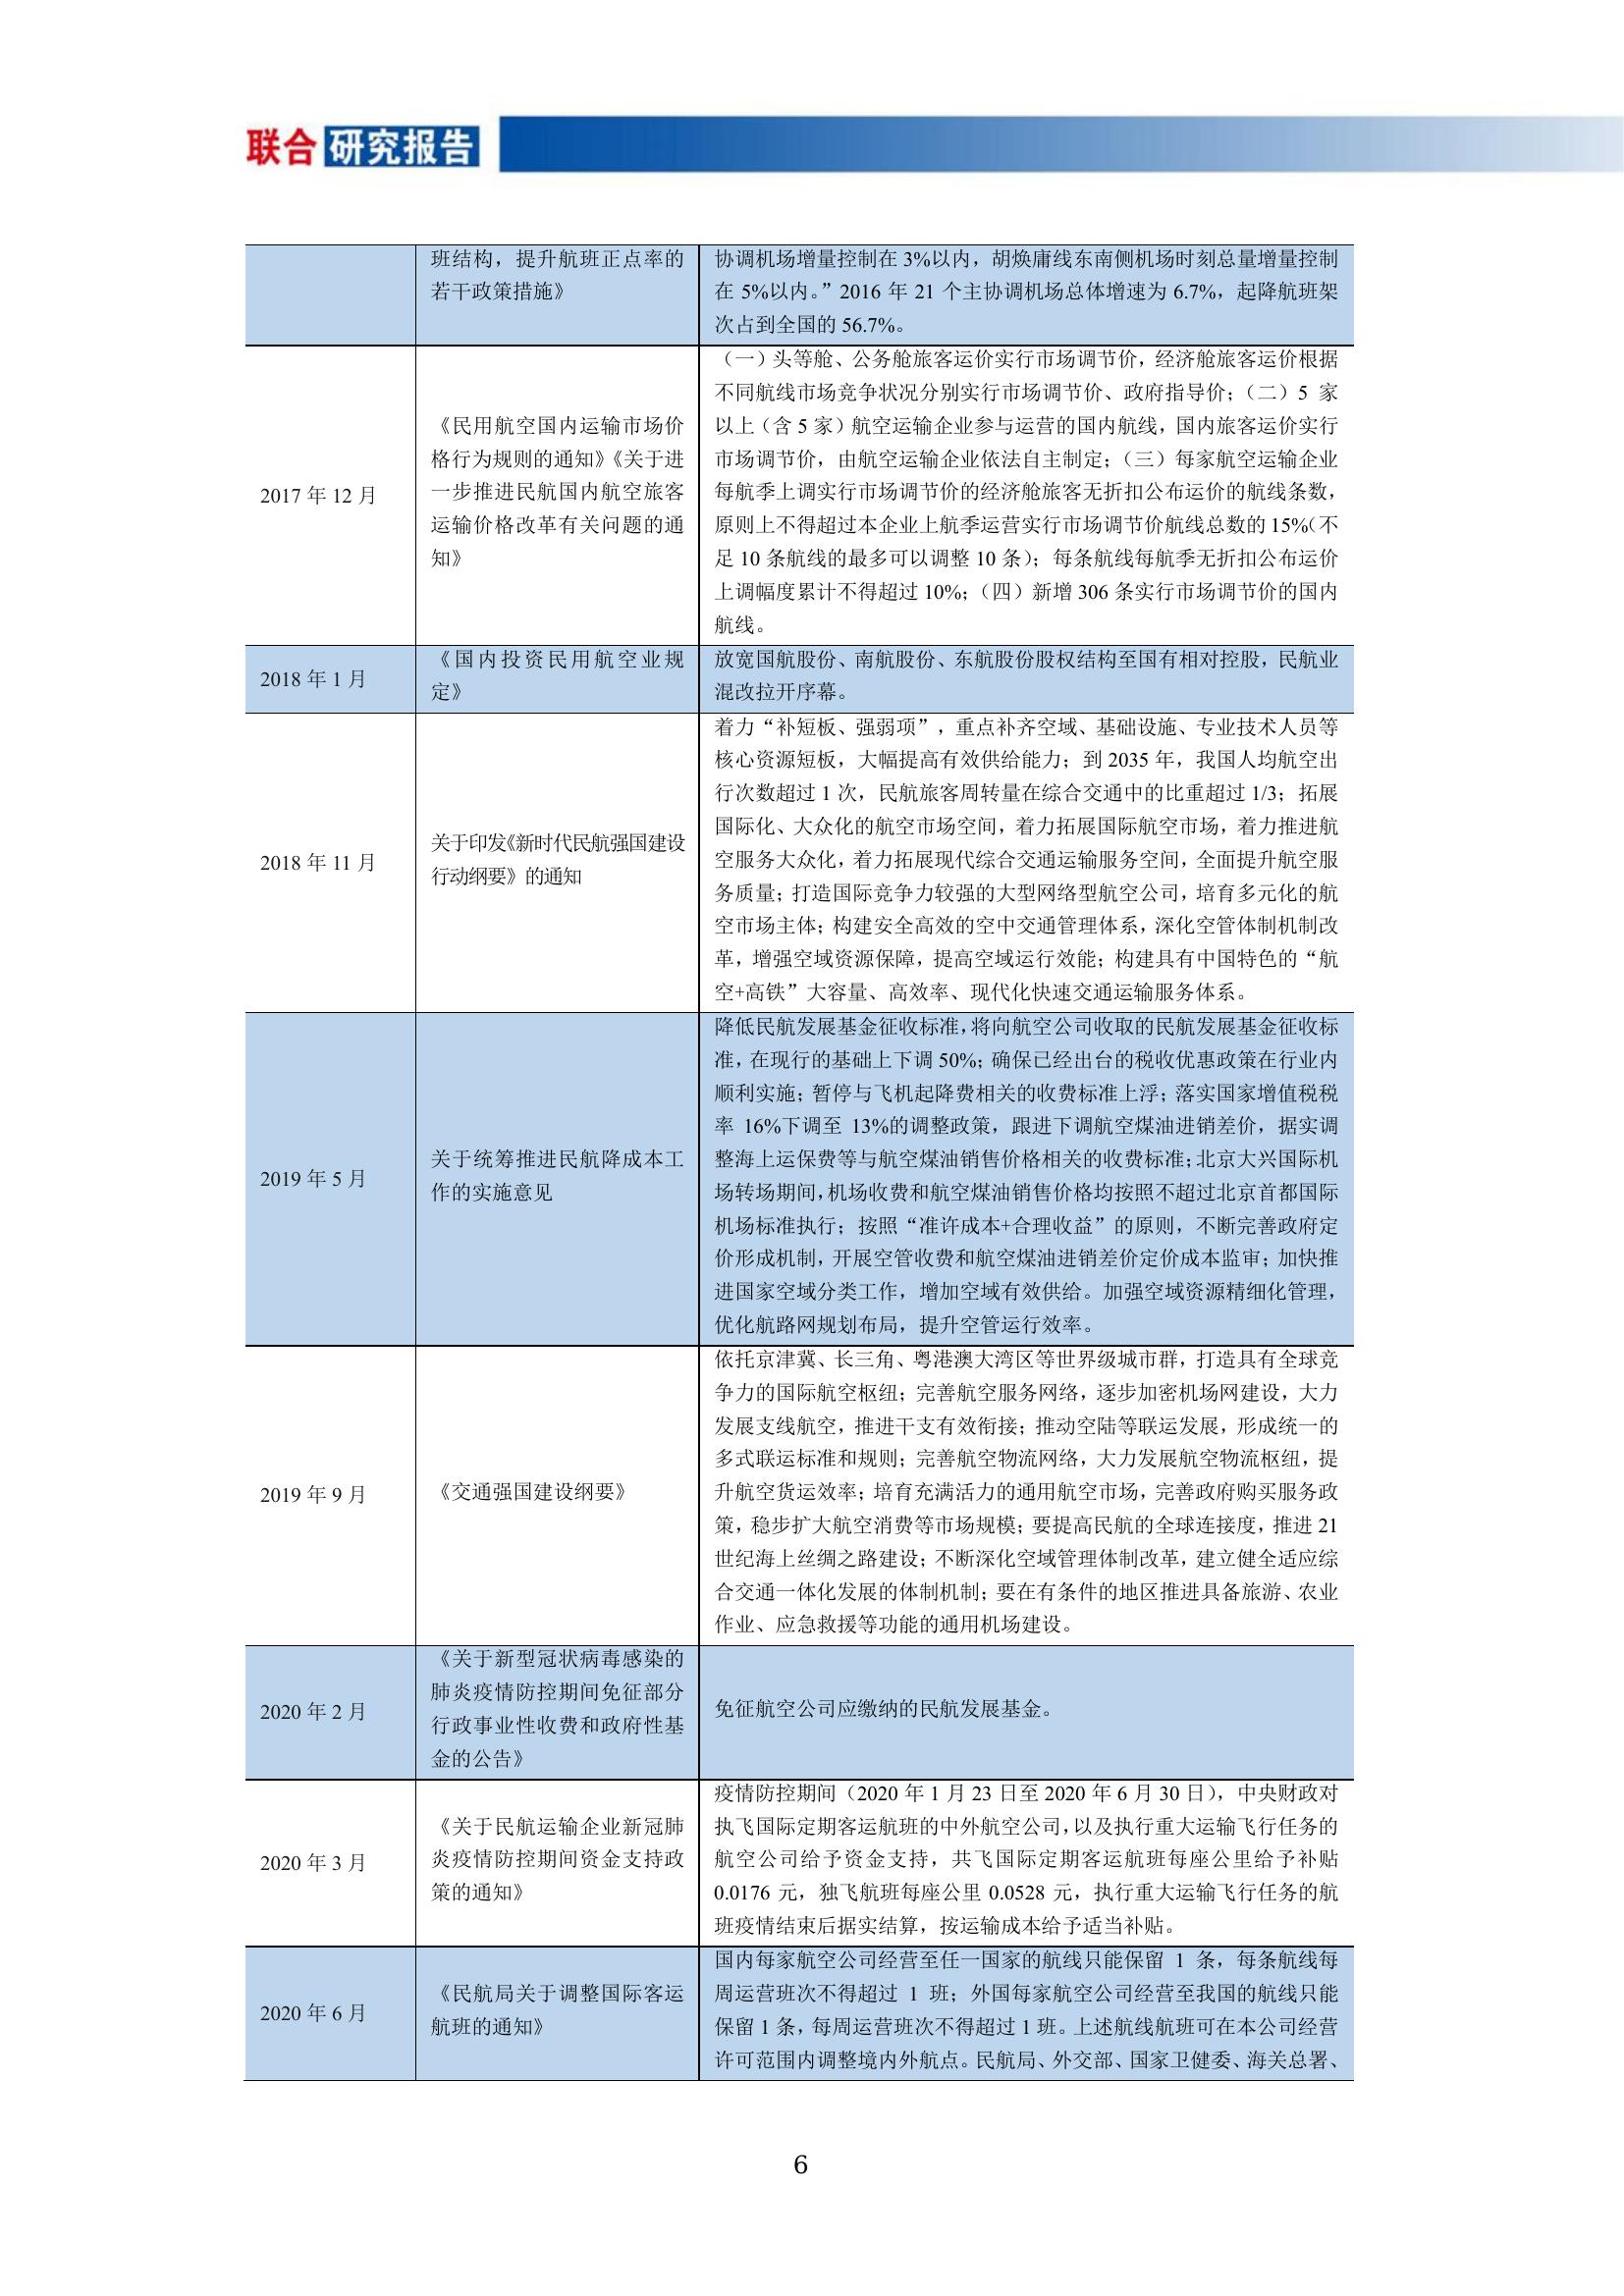 联合 研究报告
班结构，提升航班正点率的
若干政策措施》
协调机场增量控制在 3%以内，胡焕庸线东南侧机场时刻总量增量控制
在 5%以内。”2016 年 21 个主协调机场总体增速为 6.7%，起降航班架
次占到全国的 56.7%。
2017 年 12 月
《民用航空国内运输市场价
格行为规则的通知》《关于进
一步推进民航国内航空旅客
运输价格改革有关问题的通
知》
（一）头等舱、公务舱旅客运价实行市场调节价，经济舱旅客运价根据
不同航线市场竞争状况分别实行市场调节价、政府指导价；（二）5 家
以上（含 5 家）航空运输企业参与运营的国内航线，国内旅客运价实行
市场调节价，由航空运输企业依法自主制定；（三）每家航空运输企业
每航季上调实行市场调节价的经济舱旅客无折扣公布运价的航线条数，
原则上不得超过本企业上航季运营实行市场调节价航线总数的 15%（不
足 10 条航线的最多可以调整 10 条）；每条航线每航季无折扣公布运价
上调幅度累计不得超过 10%；（四）新增 306 条实行市场调节价的国内
航线。
2018 年 1 月
《国内投资民用航空业规
定》
放宽国航股份、南航股份、东航股份股权结构至国有相对控股，民航业
混改拉开序幕。
2018 年 11 月
关于印发《新时代民航强国建设
行动纲要》的通知
着力“补短板、强弱项”，重点补齐空域、基础设施、专业技术人员等
核心资源短板，大幅提高有效供给能力；到 2035 年，我国人均航空出
行次数超过 1 次，民航旅客周转量在综合交通中的比重超过 1/3；拓展
国际化、大众化的航空市场空间，着力拓展国际航空市场，着力推进航
空服务大众化，着力拓展现代综合交通运输服务空间，全面提升航空服
务质量；打造国际竞争力较强的大型网络型航空公司，培育多元化的航
空市场主体；构建安全高效的空中交通管理体系，深化空管体制机制改
革，增强空域资源保障，提高空域运行效能；构建具有中国特色的“航
空+高铁”大容量、高效率、现代化快速交通运输服务体系。
2019 年 5 月
关于统筹推进民航降成本工
作的实施意见
降低民航发展基金征收标准，将向航空公司收取的民航发展基金征收标
准，在现行的基础上下调 50%；确保已经出台的税收优惠政策在行业内
顺利实施；暂停与飞机起降费相关的收费标准上浮；落实国家增值税税
率 16%下调至 13%的调整政策，跟进下调航空煤油进销差价，据实调
整海上运保费等与航空煤油销售价格相关的收费标准；北京大兴国际机
场转场期间，机场收费和航空煤油销售价格均按照不超过北京首都国际
机场标准执行；按照“准许成本+合理收益”的原则，不断完善政府定
价形成机制，开展空管收费和航空煤油进销差价定价成本监审；加快推
进国家空域分类工作，增加空域有效供给。加强空域资源精细化管理，
优化航路网规划布局，提升空管运行效率。
2019 年 9 月
《交通强国建设纲要》
依托京津冀、长三角、粤港澳大湾区等世界级城市群，打造具有全球竞
争力的国际航空枢纽；完善航空服务网络，逐步加密机场网建设，大力
发展支线航空，推进干支有效衔接；推动空陆等联运发展，形成统一的
多式联运标准和规则；完善航空物流网络，大力发展航空物流枢纽，提
升航空货运效率；培育充满活力的通用航空市场，完善政府购买服务政
策，稳步扩大航空消费等市场规模；要提高民航的全球连接度，推进 21
世纪海上丝绸之路建设；不断深化空域管理体制改革，建立健全适应综
合交通一体化发展的体制机制；要在有条件的地区推进具备旅游、农业
作业、应急救援等功能的通用机场建设。
2020 年 2 月
《关于新型冠状病毒感染的
肺炎疫情防控期间免征部分
行政事业性收费和政府性基
金的公告》
免征航空公司应缴纳的民航发展基金。
2020 年 3 月
《关于民航运输企业新冠肺
炎疫情防控期间资金支持政
策的通知》
疫情防控期间（2020 年 1 月 23 日至 2020 年 6 月 30 日），中央财政对
执飞国际定期客运航班的中外航空公司，以及执行重大运输飞行任务的
航空公司给予资金支持，共飞国际定期客运航班每座公里给予补贴
0.0176 元，独飞航班每座公里 0.0528 元，执行重大运输飞行任务的航
班疫情结束后据实结算，按运输成本给予适当补贴。
2020 年 6 月
《民航局关于调整国际客运
航班的通知》
国内每家航空公司经营至任一国家的航线只能保留 1 条，每条航线每
周运营班次不得超过 1 班；外国每家航空公司经营至我国的航线只能
保留 1 条，每周运营班次不得超过 1 班。上述航线航班可在本公司经营
许可范围内调整境内外航点。民航局、外交部、国家卫健委、海关总署、
6